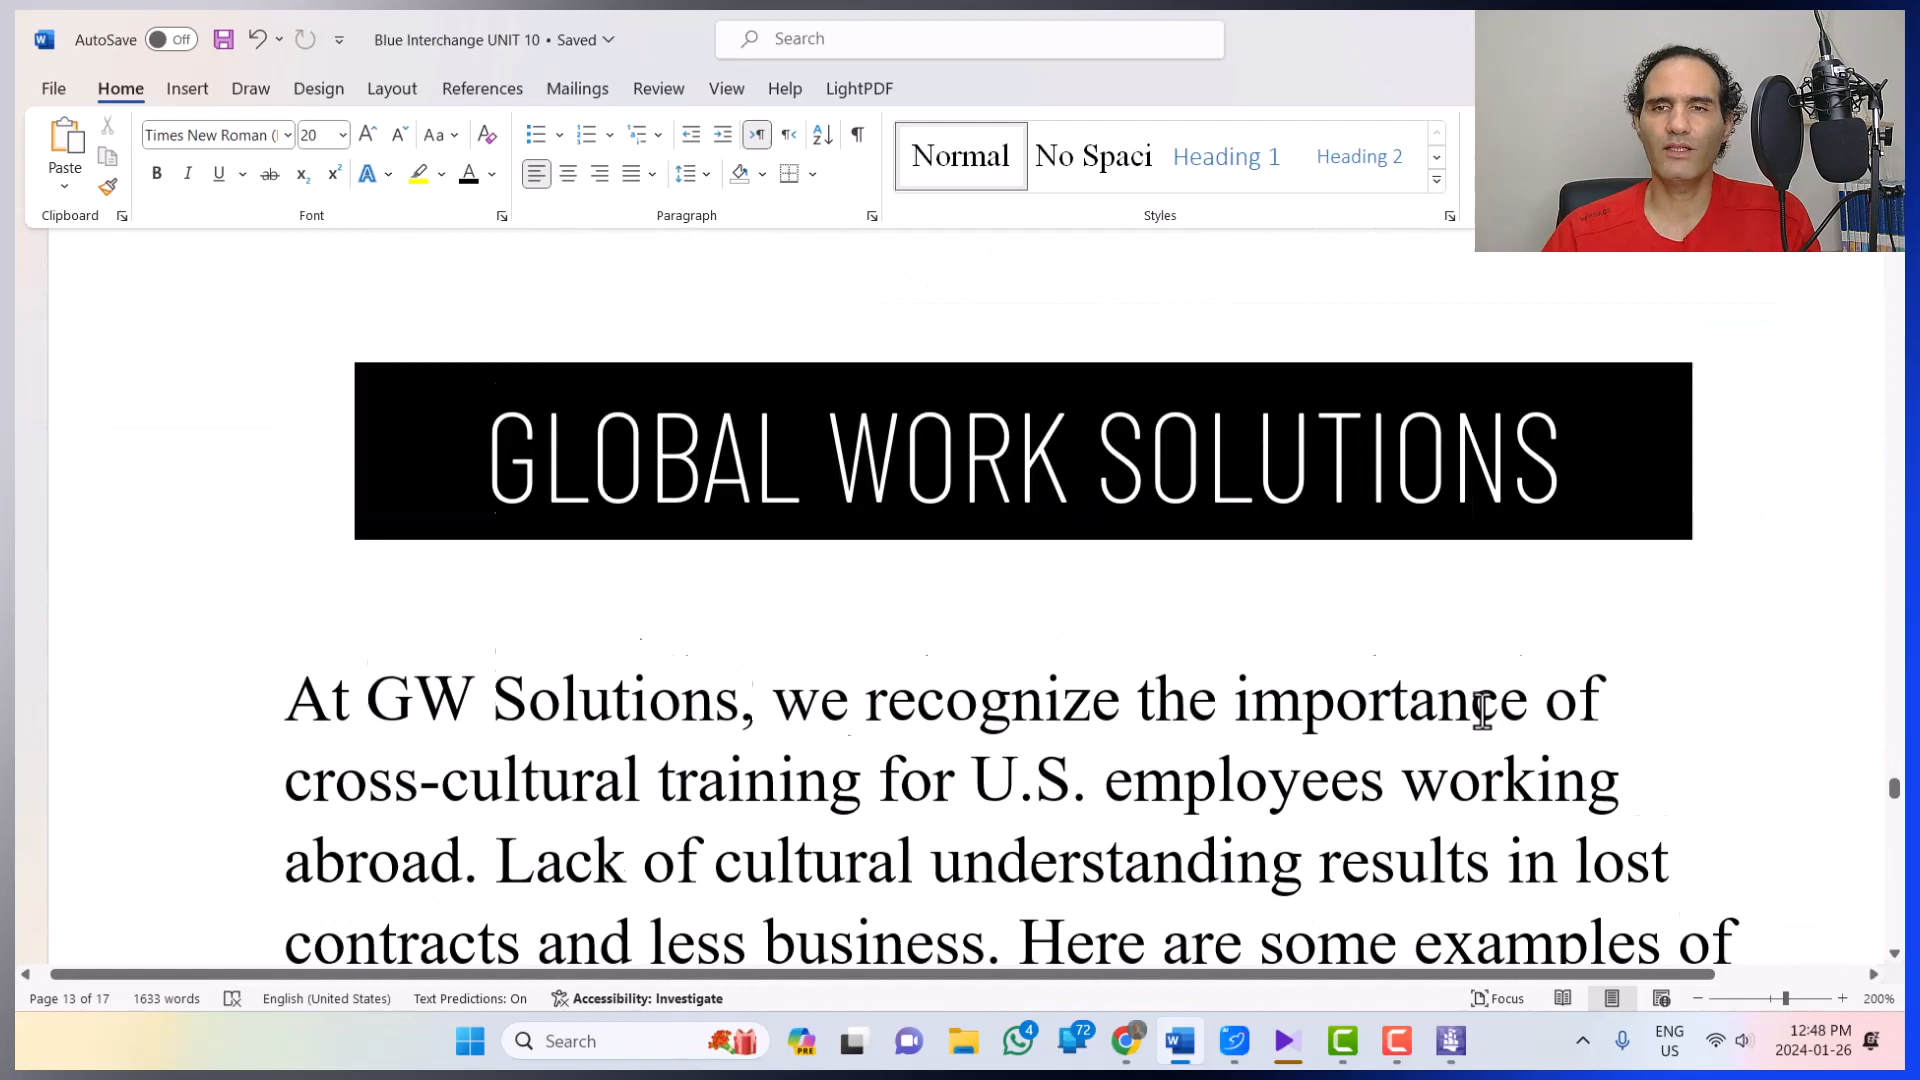 AutoSave Off Blue Interchange UNIT 10 • Saved Search
File Home Insert Draw Design Layout References Mailings Review View Help LightPDF
Paste
Times New Roman ( 20
Aa
Normal No Spaci Heading 1 Heading 2
Clipboard Font Paragraph Styles
GLOBAL WORK SOLUTIONS
At GW Solutions, we recognize the importance of
cross-cultural training for U.S. employees working
abroad. Lack of cultural understanding results in lost
contracts and less business. Here are some examples of
Page 13 of 17 1633 words English (United States) Text Predictions: On Accessibility: Investigate Focus 200%
Search PRE 4 72 ENG US 12:48 PM 2024-01-26